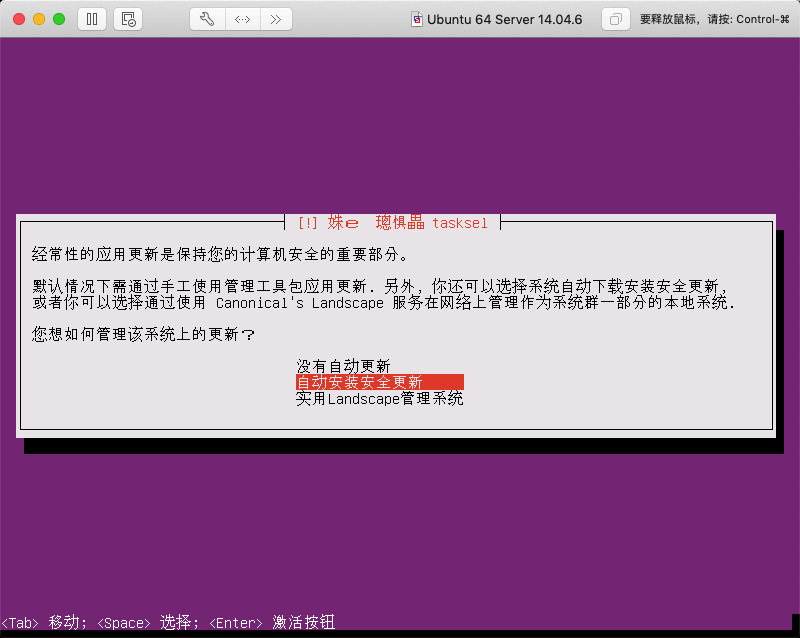 Ubuntu 64 Server 14.04.6
要释放鼠标，请按: Control-⌘
[!] tasksel
经常性的应用更新是保持您的计算机安全的重要部分。
默认情况下需通过手工使用管理工具包应用更新. 另外, 你还可以选择系统自动下载安装安全更新,
或者你可以选择通过使用 Canonical's Landscape 服务在网络上管理作为系统群一部分的本地系统.
您想如何管理该系统上的更新?
没有自动更新
自动安装安全更新
实用Landscape管理系统
<Tab> 移动; <Space> 选择; <Enter> 激活按钮